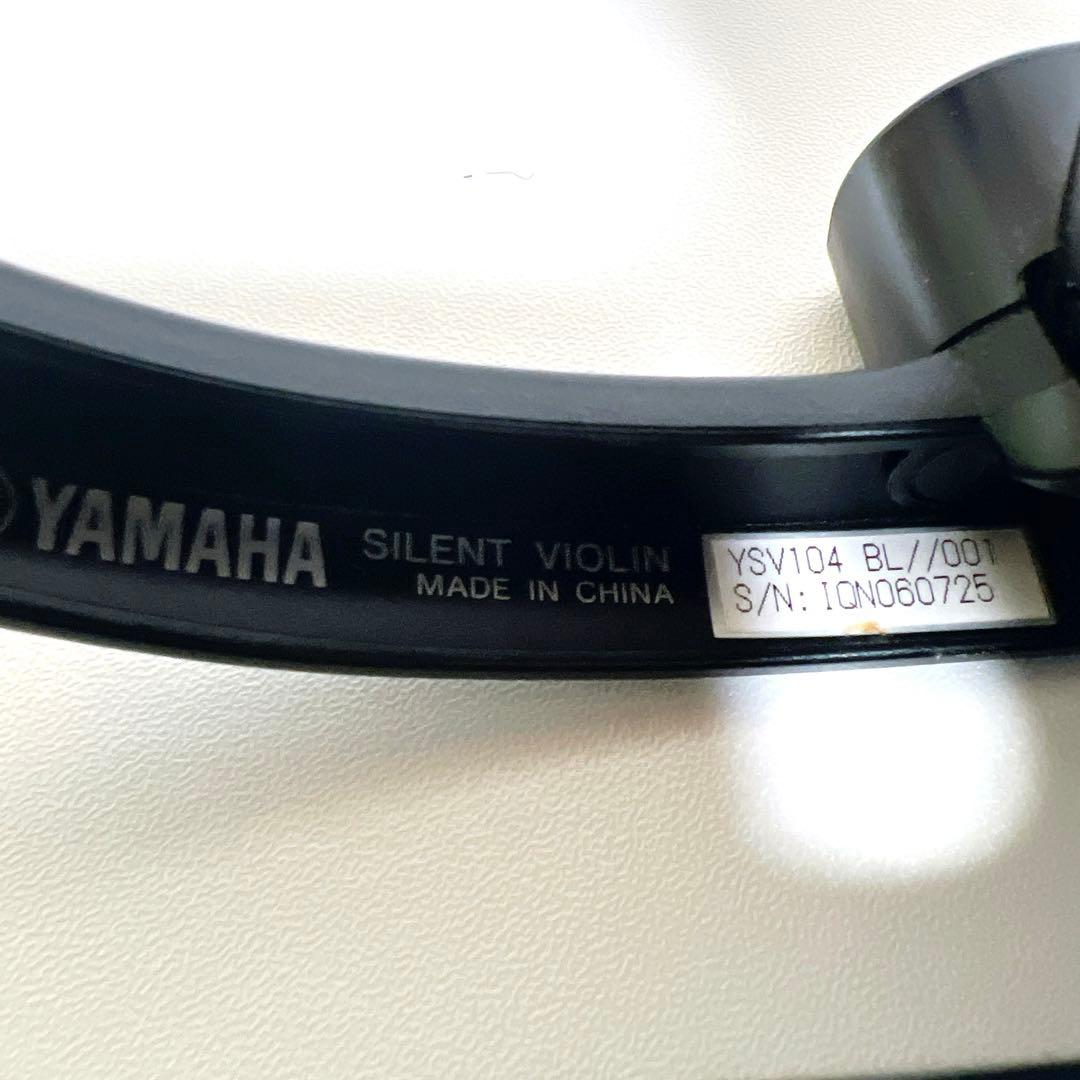 YAMAHA SILENT VIOLIN
MADE IN CHINA
YSV104 BL//001
S/N: IQN060725